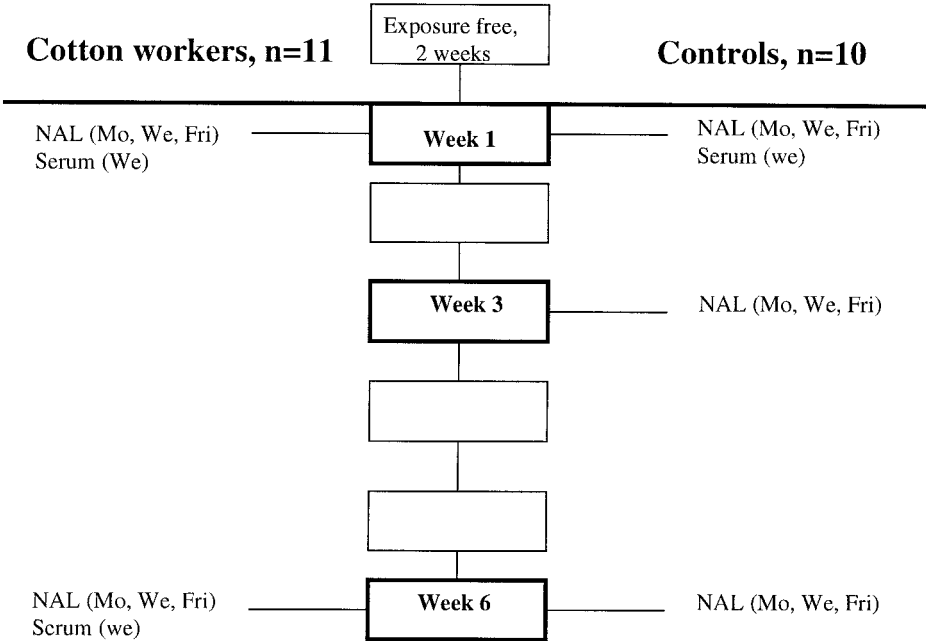 Exposure free,
2 weeks
Cotton workers, n=11
Controls, n=10
NAL (Mo, We, Fri)
Serum (We)
Week 1
NAL (Mo, We, Fri)
Serum (we)
Week 3
NAL (Mo, We, Fri)
NAL (Mo, We, Fri)
Serum (we)
Week 6
NAL (Mo, We, Fri)